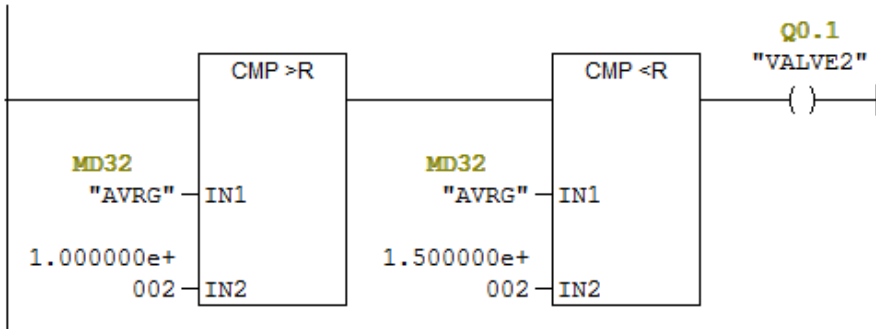 Q0.1
"VALVE2"
CMP >R
CMP <R
MD32
"AVRG"
IN1
MD32
"AVRG"
IN1
1.000000e+
002
IN2
1.500000e+
002
IN2